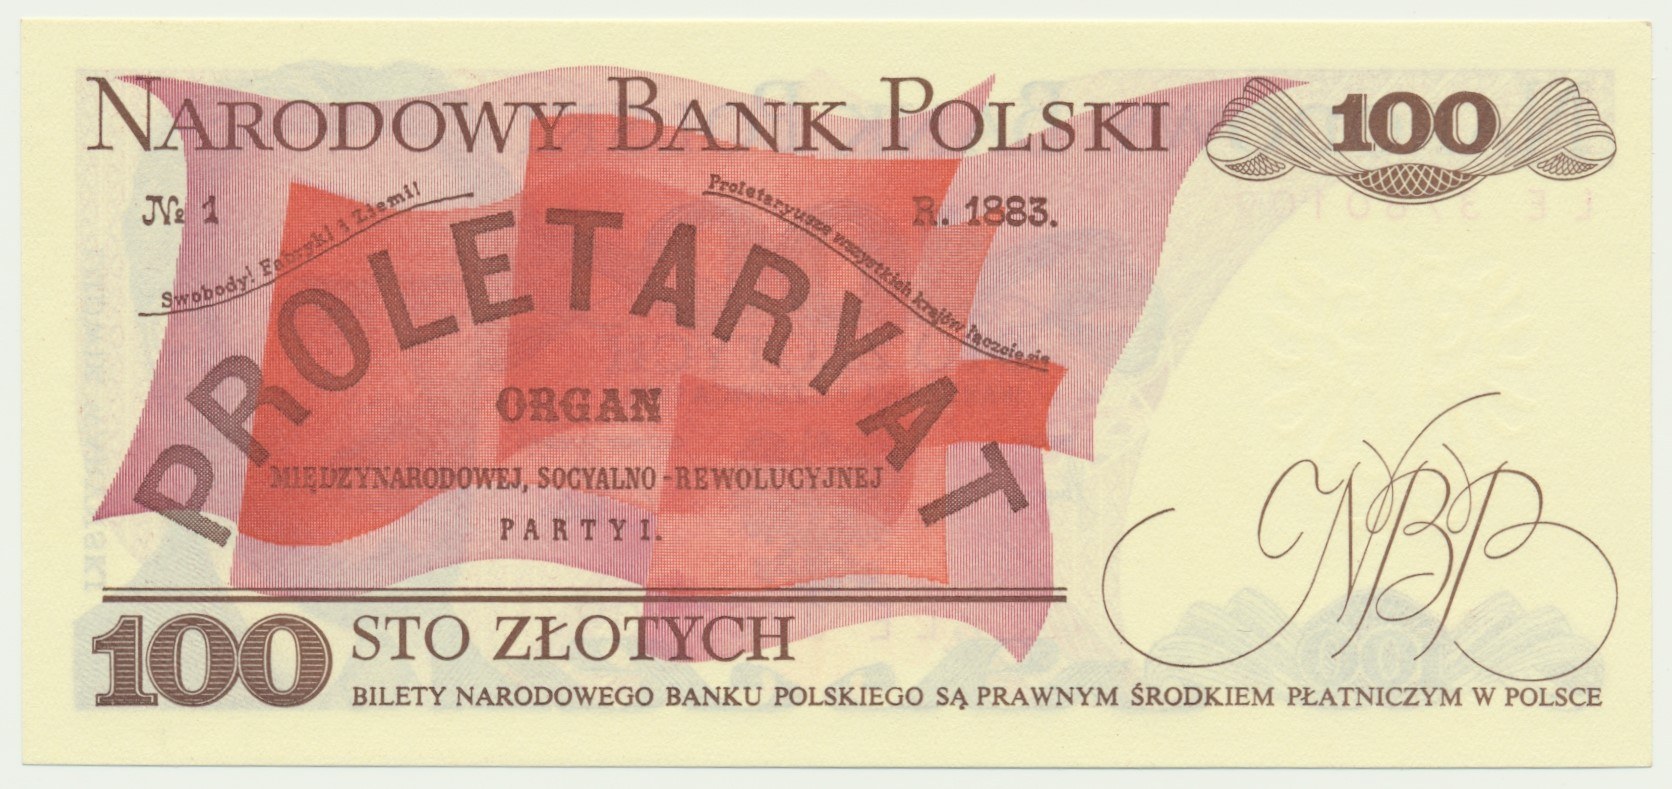 NARODOWY BANK POLSKI
100
№ 1
Swobody! Fabryki i Ziemi!
Proletaryusze wszystkich krajów łączcie się
R. 1883.
PROLETARYAT
ORGAN
MIĘDZYNARODOWEJ, SOCYALNO-REWOLUCYJNEJ
PARTYI.
NBP
100 STO ZŁOTYCH
BILETY NARODOWEGO BANKU POLSKIEGO SĄ PRAWNYM ŚRODKIEM PŁATNICZYM W POLSCE